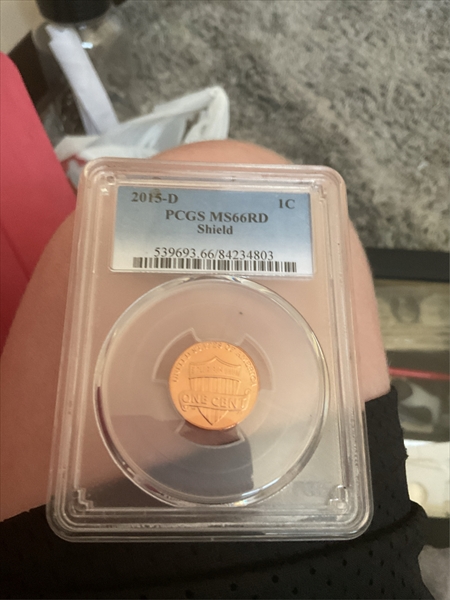 2015-D 1C
PCGS MS66RD
Shield
539693.66/84234803
ONE CENT